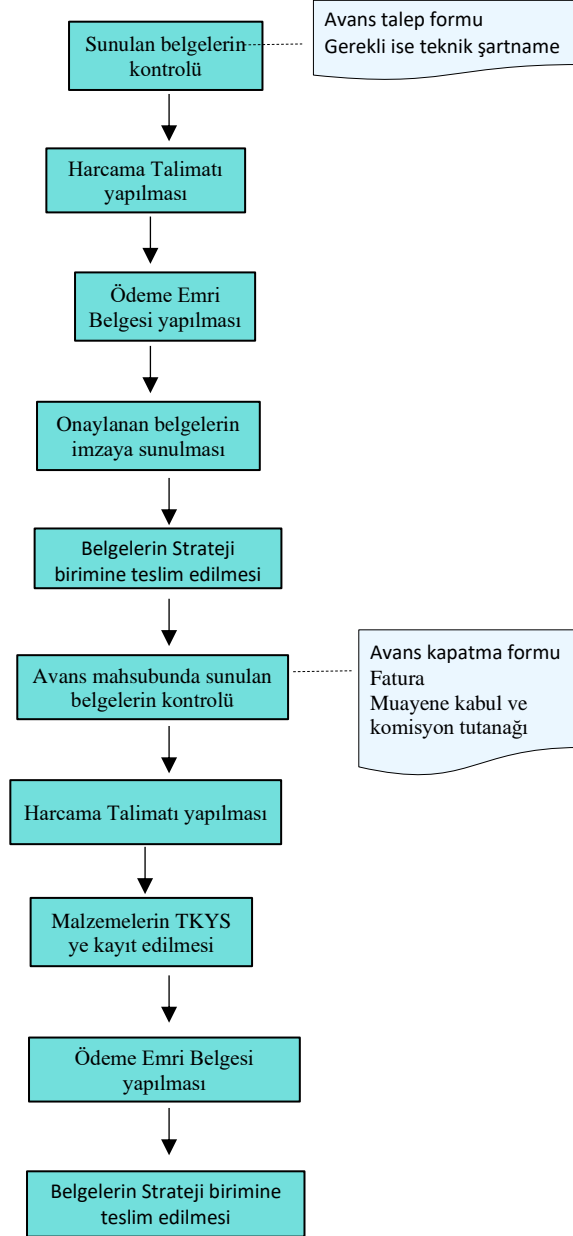 Sunulan belgelerin
kontrolü
Avans talep formu
Gerekli ise teknik şartname
Harcama Talimatı
yapılması
Ödeme Emri
Belgesi yapılması
Onaylanan belgelerin
imzaya sunulması
Belgelerin Strateji
birimine teslim edilmesi
Avans mahsubunda sunulan
belgelerin kontrolü
Avans kapatma formu
Fatura
Muayene kabul ve
komisyon tutanağı
Harcama Talimatı yapılması
Malzemelerin TKYS
ye kayıt edilmesi
Ödeme Emri Belgesi
yapılması
Belgelerin Strateji birimine
teslim edilmesi